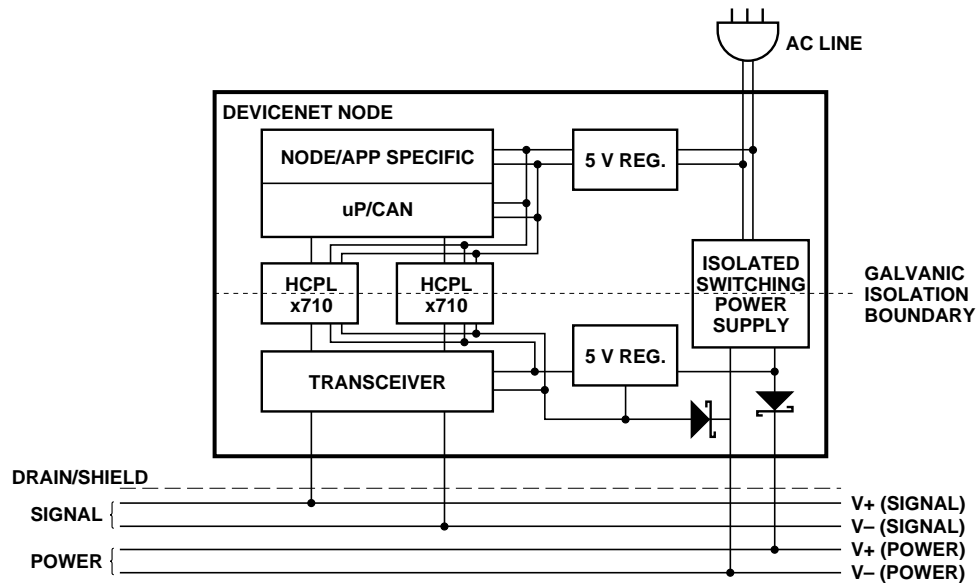 AC LINE
DEVICENET NODE
NODE/APP SPECIFIC
5 V REG.
uP/CAN
HCPL
x710
HCPL
x710
ISOLATED
SWITCHING
POWER
SUPPLY
GALVANIC
ISOLATION
BOUNDARY
5 V REG.
TRANSCEIVER
DRAIN/SHIELD
SIGNAL
V+ (SIGNAL)
V– (SIGNAL)
POWER
V+ (POWER)
V– (POWER)